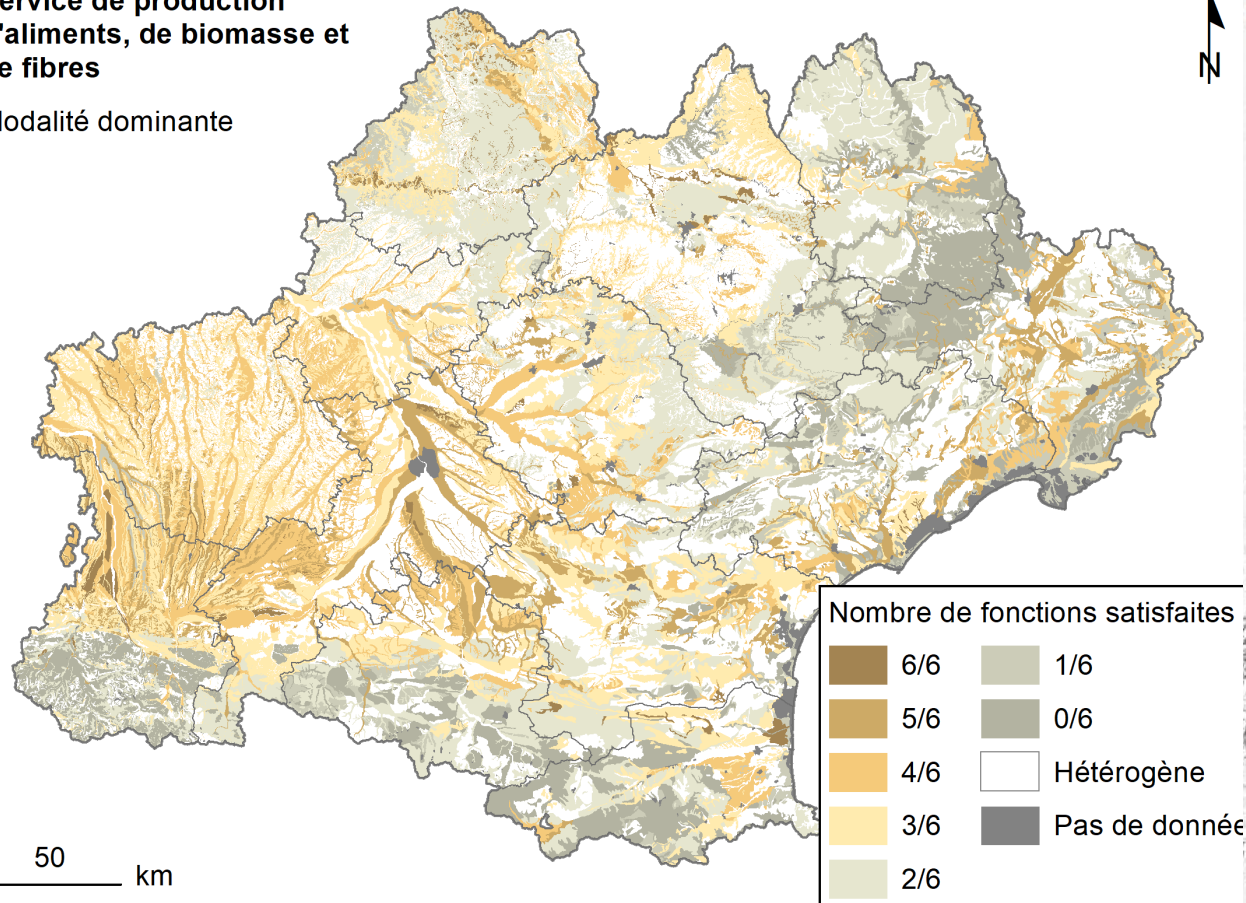 ervice de production
'aliments, de biomasse et
e fibres
odalité dominante
N
Nombre de fonctions satisfaites
6/6 1/6
5/6 0/6
4/6 Hétérogène
3/6 Pas de donnée
2/6
50 km